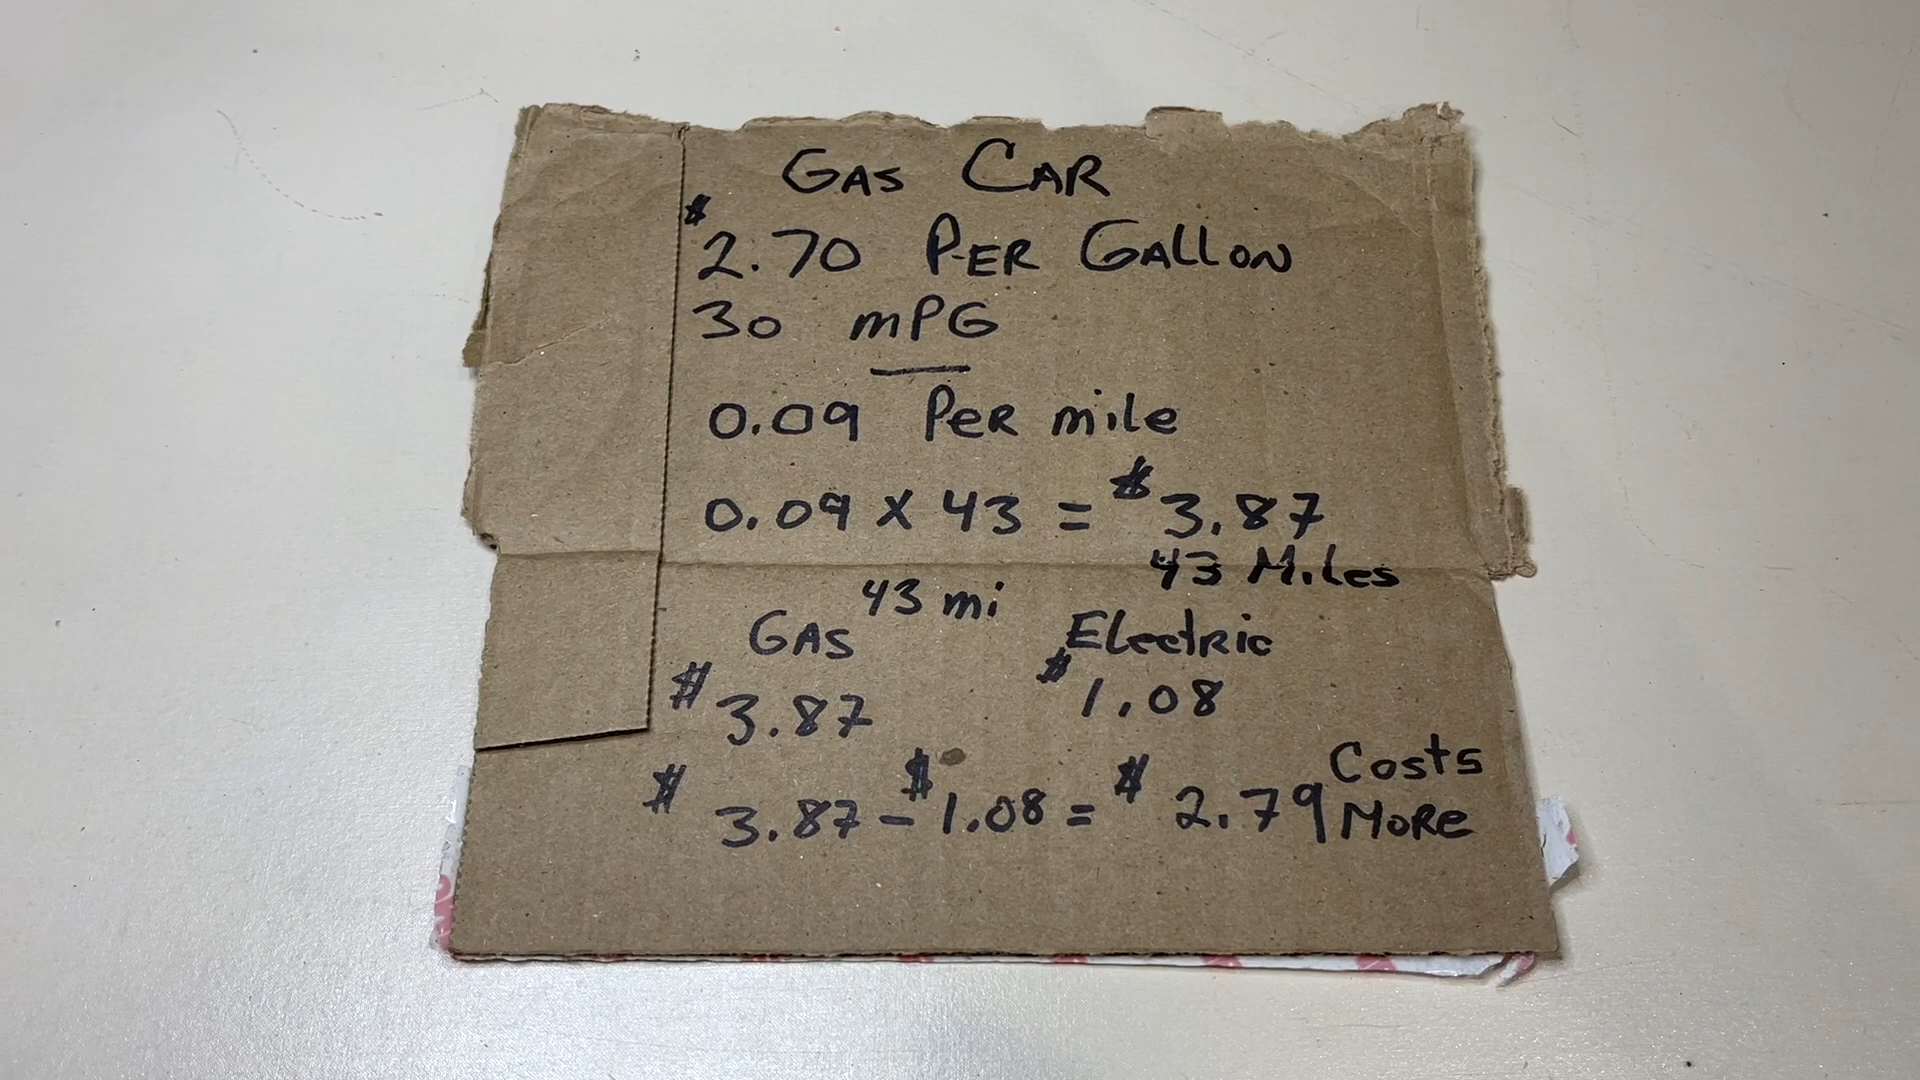 GAS CAR
$2.70 PER GALLON
30 mPG
0.09 PER mile
0.09 x 43 = $3.87
43 Miles
43 mi
GAS Electric
$3.87 $1.08
$3.87 - $1.08 = $2.79 Costs MoRe